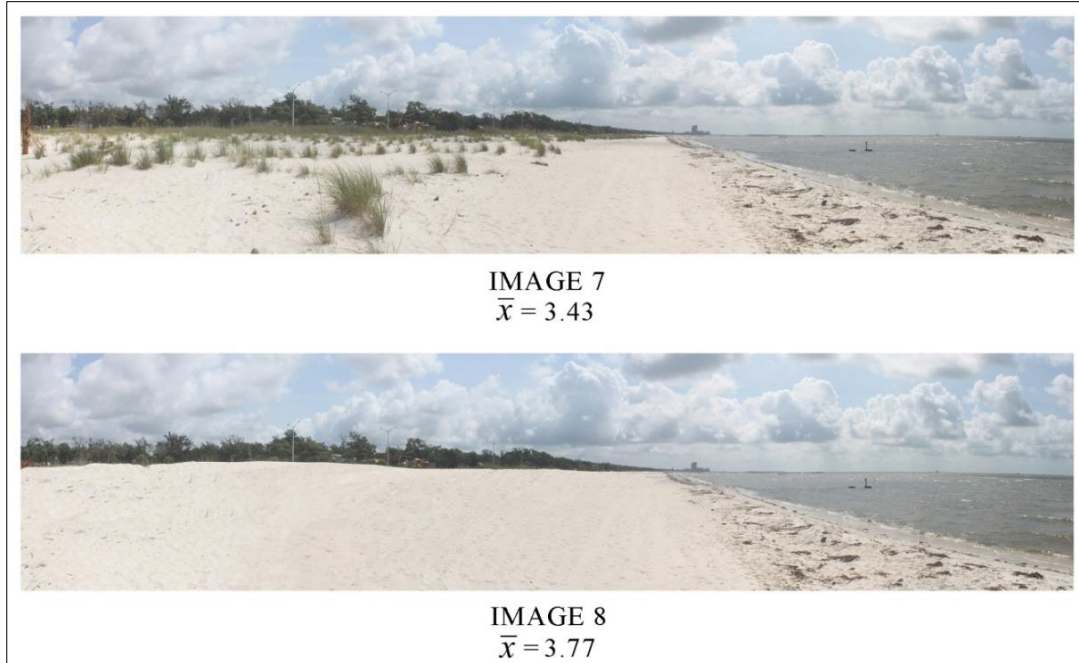 IMAGE 7
x̄ = 3.43
IMAGE 8
x̄ = 3.77